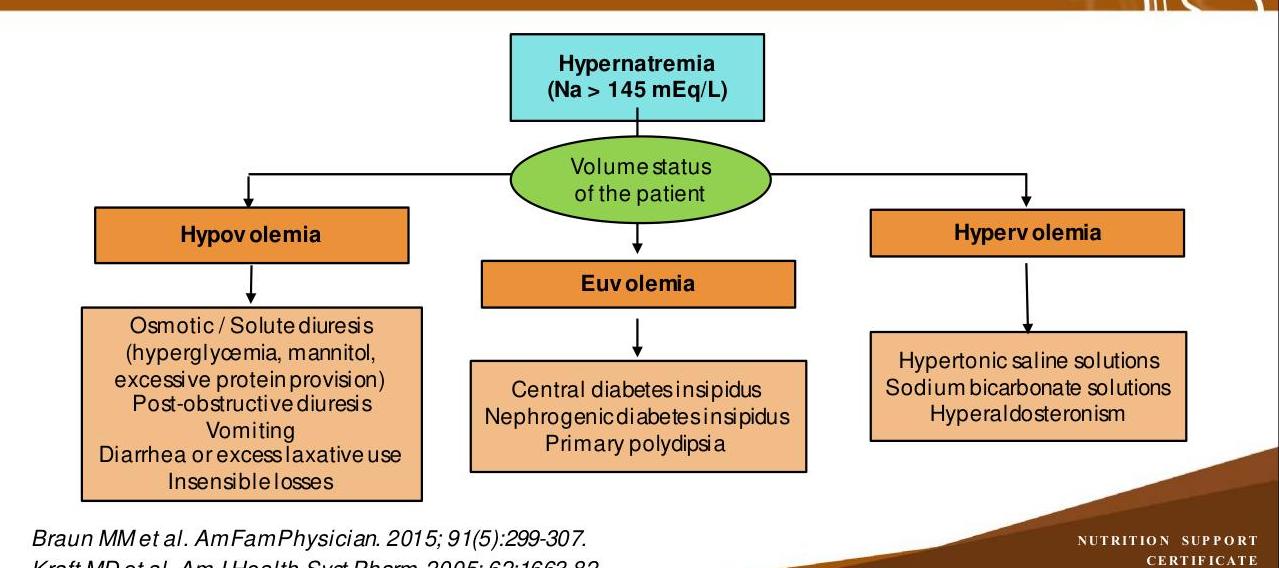 Hypernatremia
(Na > 145 mEq/L)
Volume status
of the patient
Hypovolemia
Euvolemia
Hypervolemia
Osmotic / Solute diuresis
(hyperglycemia, mannitol,
excessive protein provision)
Post-obstructive diuresis
Vomiting
Diarrhea or excess laxative use
Insensible losses
Central diabetes insipidus
Nephrogenic diabetes insipidus
Primary polydipsia
Hypertonic saline solutions
Sodium bicarbonate solutions
Hyperaldosteronism
Braun MM et al. Am Fam Physician. 2015; 91(5):299-307.
Kraft MD et al. Am J Health Syst Pharm. 2005; 62:1663-82.
NUTRITION SUPPORT
CERTIFICATE